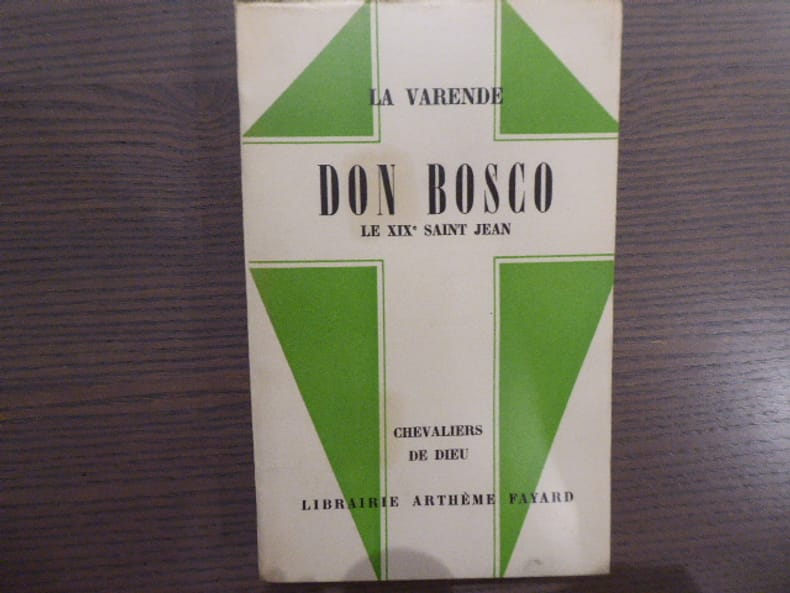 LA VARENDE
DON BOSCO
LE XIXe SAINT JEAN
CHEVALIERS
DE DIEU
LIBRAIRIE ARTHÈME FAYARD